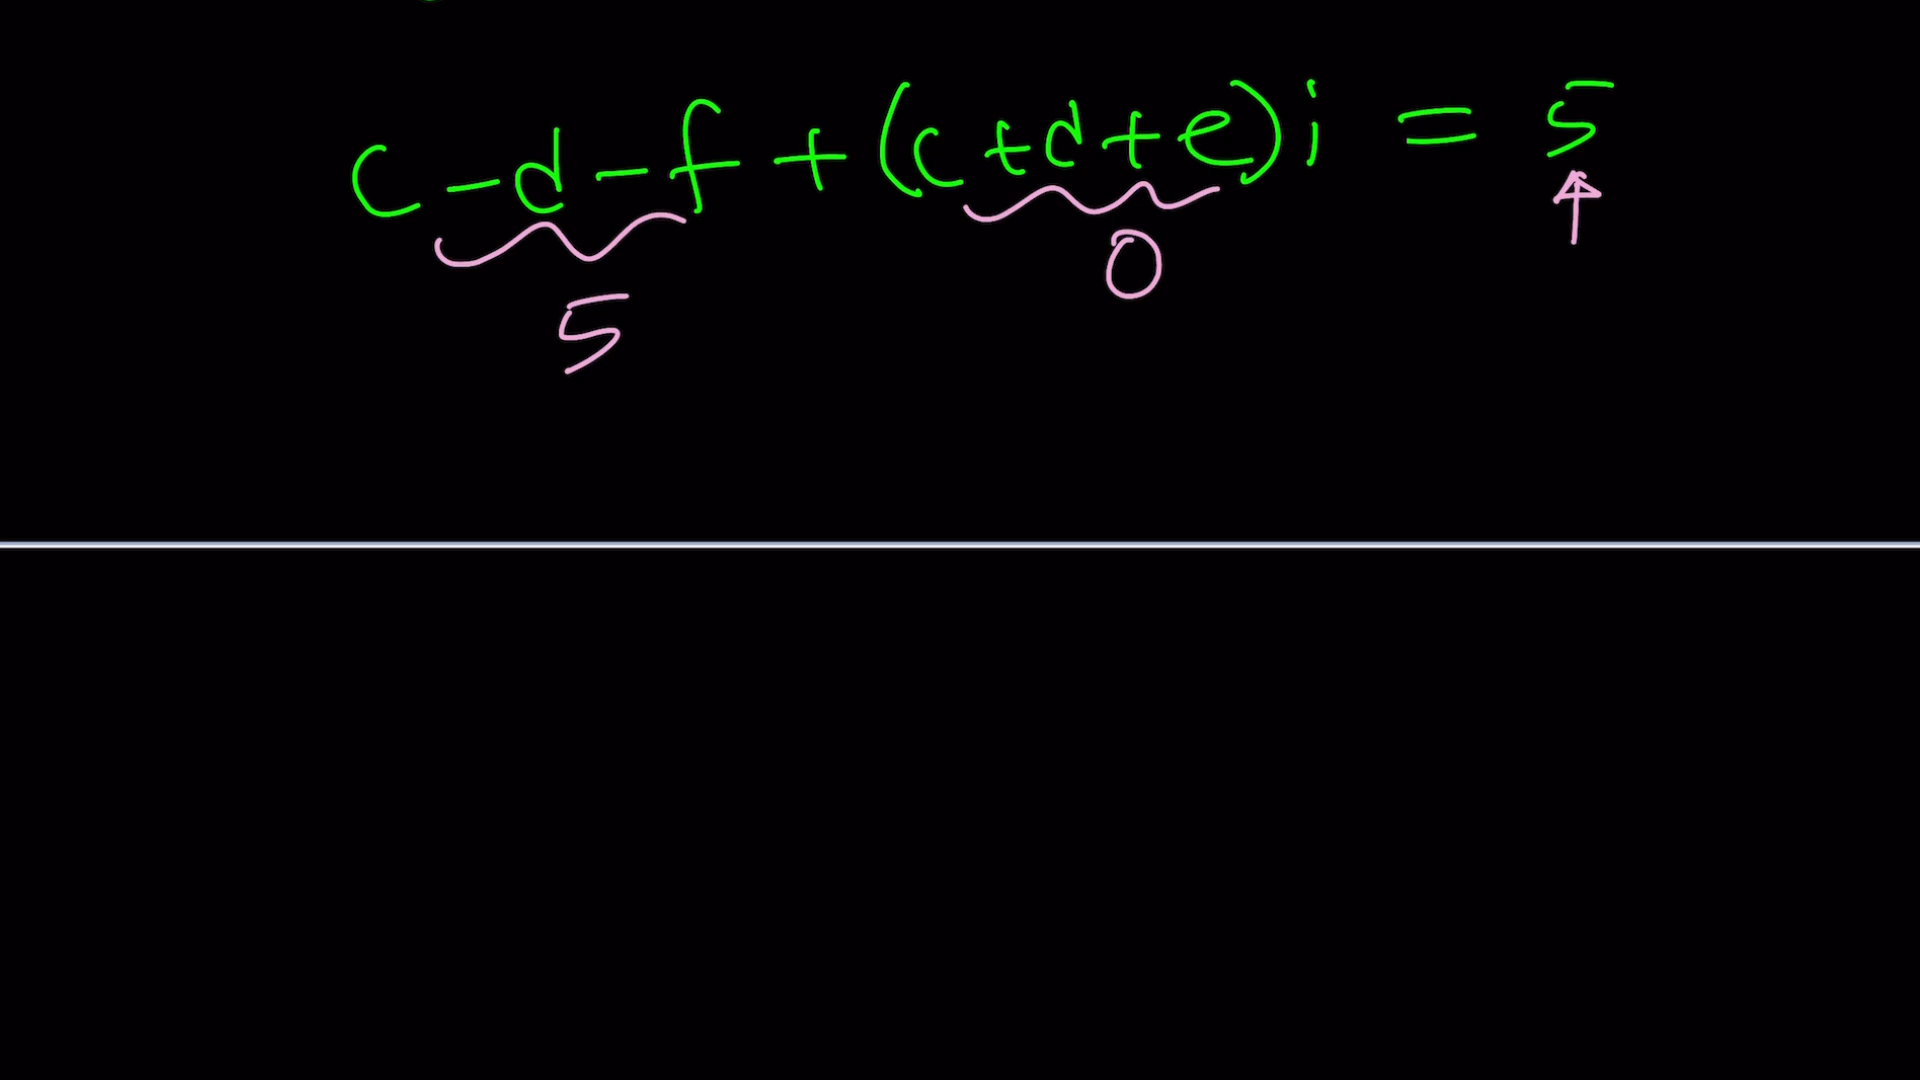 c-d-f+(c+d+e)i = 5
5 0